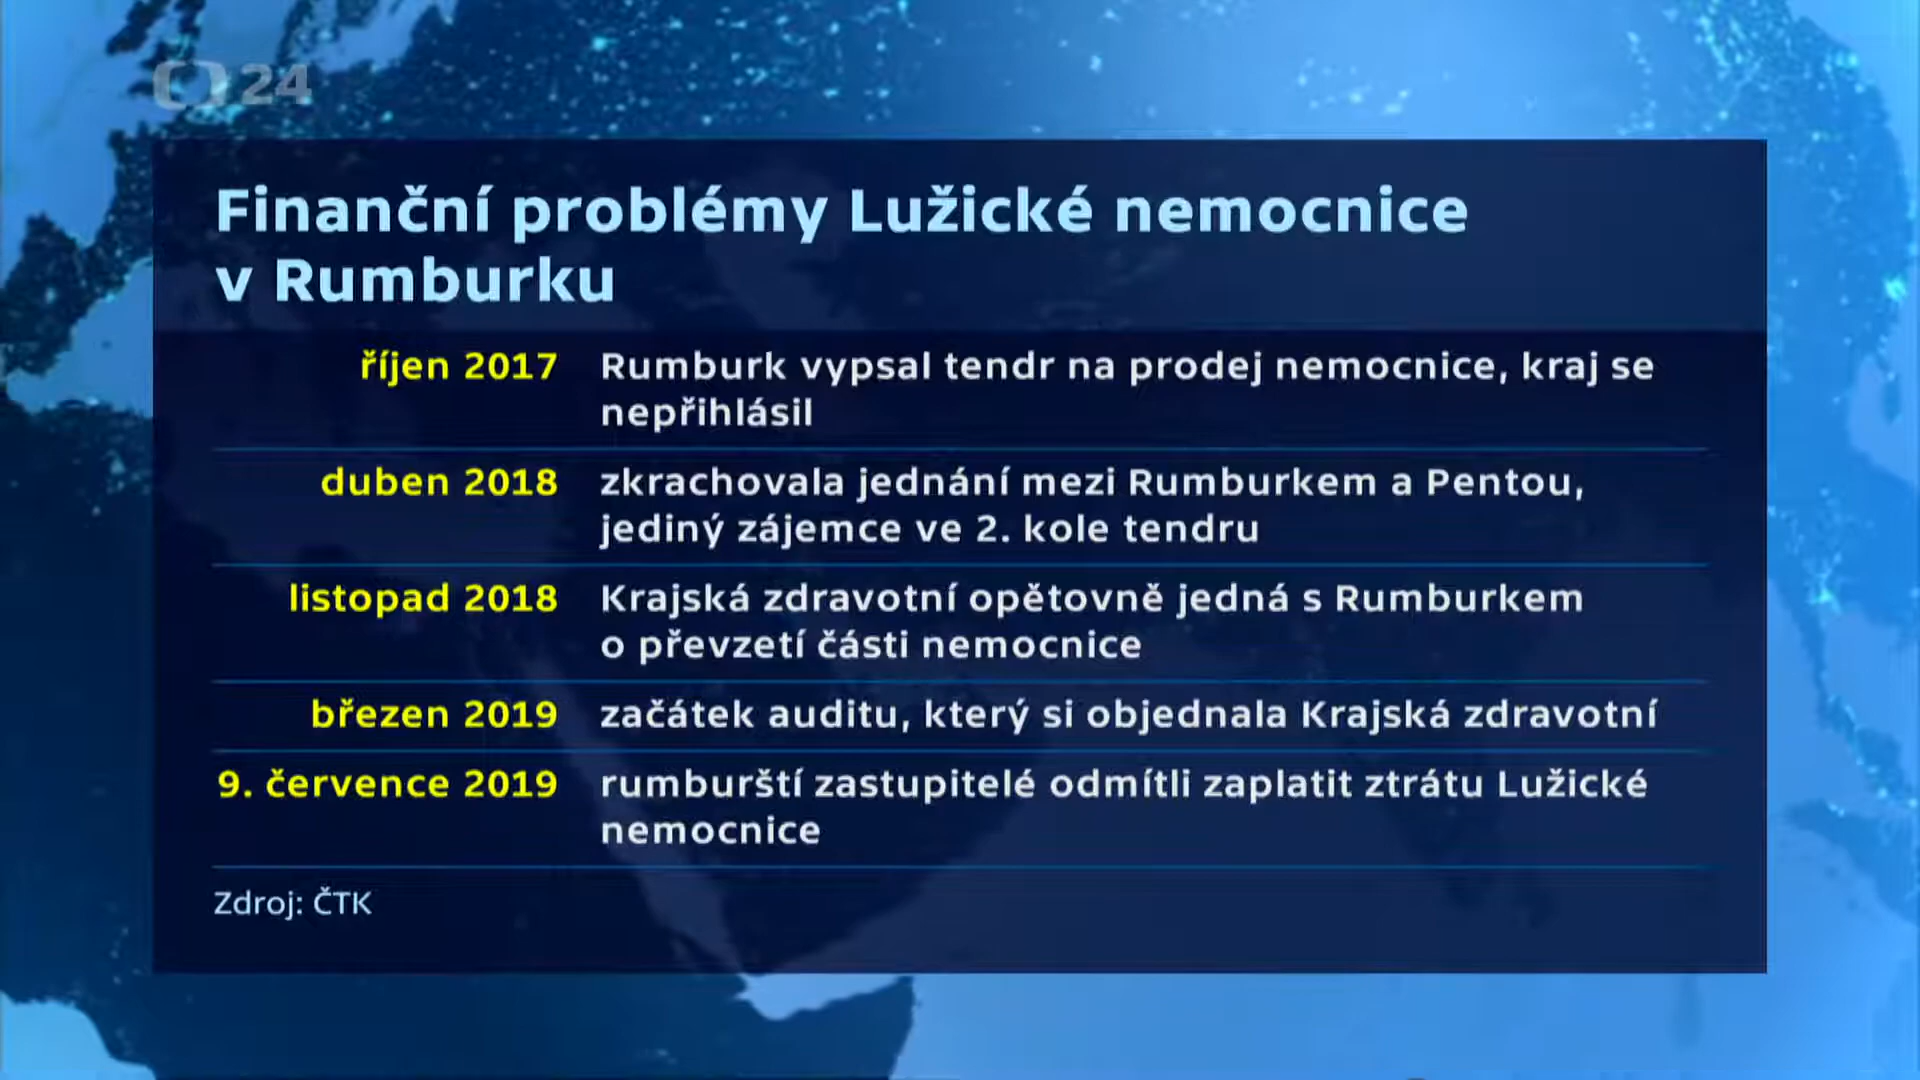 24
Finanční problémy Lužické nemocnice
v Rumburku
říjen 2017 Rumburk vypsal tendr na prodej nemocnice, kraj se
nepřihlásil
duben 2018 zkrachovala jednání mezi Rumburkem a Pentou,
jediný zájemce ve 2. kole tendru
listopad 2018 Krajská zdravotní opětovně jedná s Rumburkem
o převzetí části nemocnice
březen 2019 začátek auditu, který si objednala Krajská zdravotní
9. července 2019 rumburští zastupitelé odmítli zaplatit ztrátu Lužické
nemocnice
Zdroj: ČTK